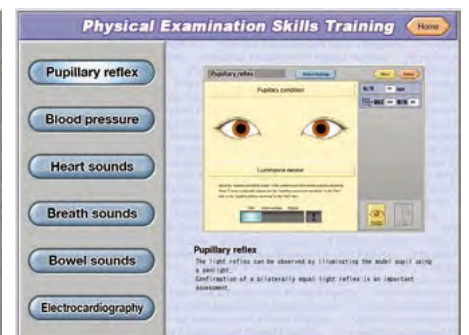 Physical Examination Skills Training
Home
Pupillary reflex
Blood pressure
Heart sounds
Breath sounds
Bowel sounds
Electrocardiography
Pupillary reflex
Pupillary condition
Luminance sensor
Pupillary reflex
The light reflex can be observed by illuminating the model pupil using
a penlight.
Confirmation of a bilaterally equal light reflex is an important
assessment.